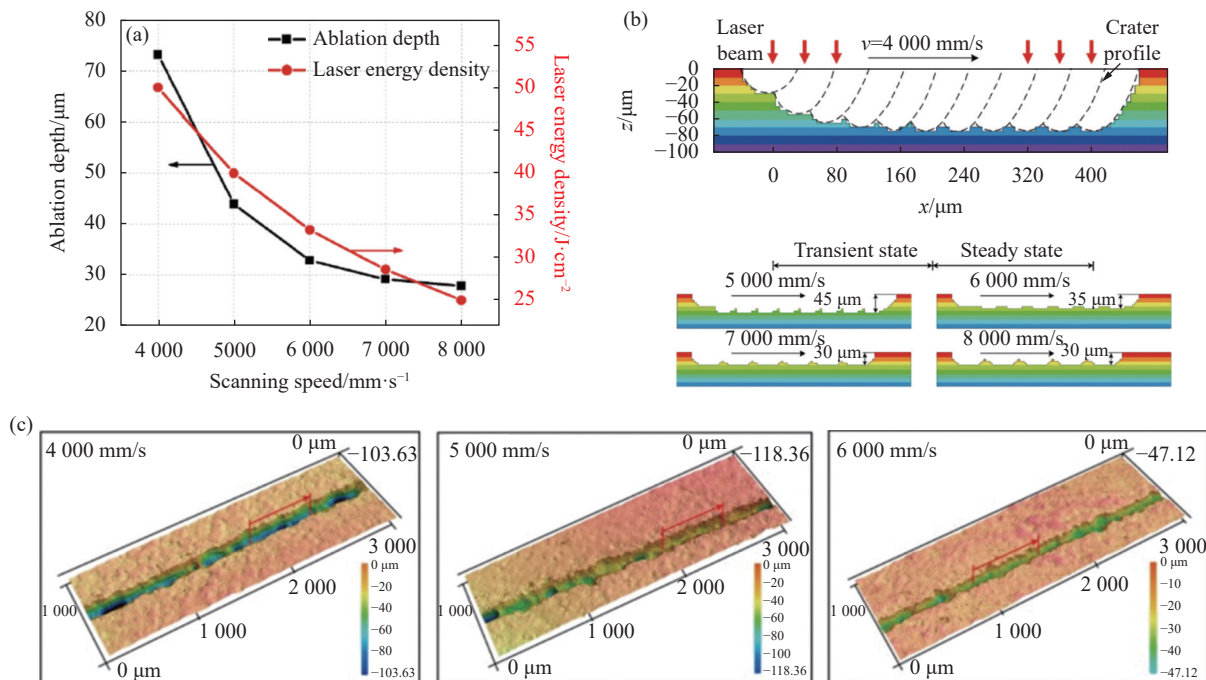 (a)
Ablation depth
Laser energy density
Ablation depth/μm
80
70
60
50
40
30
20
Laser energy density/J·cm⁻²
55
50
45
40
35
30
25
4 000
5000
6 000
7 000
8 000
Scanning speed/mm·s⁻¹
(b)
Laser
beam
v=4 000 mm/s
Crater
profile
z/μm
0
−20
−40
−60
−80
−100
0
80
160
240
320
400
x/μm
Transient state
Steady state
5 000 mm/s
45 μm
6 000 mm/s
35 μm
7 000 mm/s
30 μm
8 000 mm/s
30 μm
(c)
4 000 mm/s
0 μm
−103.63
3 000
2 000
1 000
1 000
0 μm
0 μm
−20
−40
−60
−80
−103.63
5 000 mm/s
0 μm
−118.36
3 000
2 000
1 000
1 000
0 μm
0 μm
−20
−40
−60
−80
−100
−118.36
6 000 mm/s
0 μm
−47.12
3 000
2 000
1 000
1 000
0 μm
0 μm
−10
−20
−30
−40
−47.12